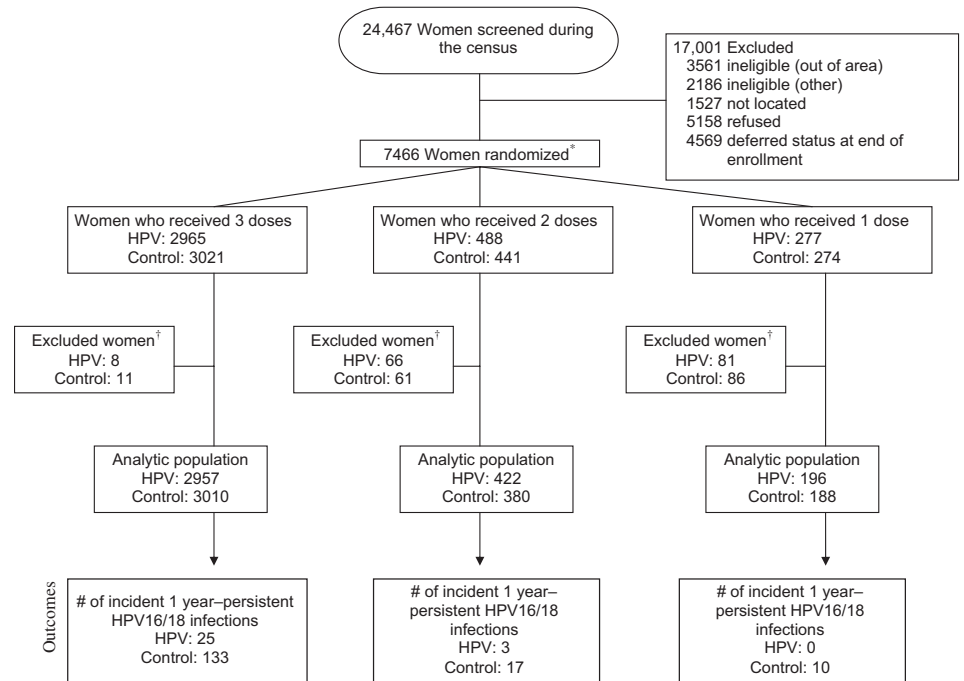 24,467 Women screened during
the census
17,001 Excluded
3561 ineligible (out of area)
2186 ineligible (other)
1527 not located
5158 refused
4569 deferred status at end of
enrollment
7466 Women randomized*
Women who received 3 doses
HPV: 2965
Control: 3021
Women who received 2 doses
HPV: 488
Control: 441
Women who received 1 dose
HPV: 277
Control: 274
Excluded women†
HPV: 8
Control: 11
Excluded women†
HPV: 66
Control: 61
Excluded women†
HPV: 81
Control: 86
Analytic population
HPV: 2957
Control: 3010
Analytic population
HPV: 422
Control: 380
Analytic population
HPV: 196
Control: 188
Outcomes
# of incident 1 year–persistent
HPV16/18 infections
HPV: 25
Control: 133
# of incident 1 year–
persistent HPV16/18
infections
HPV: 3
Control: 17
# of incident 1 year–
persistent HPV16/18
infections
HPV: 0
Control: 10